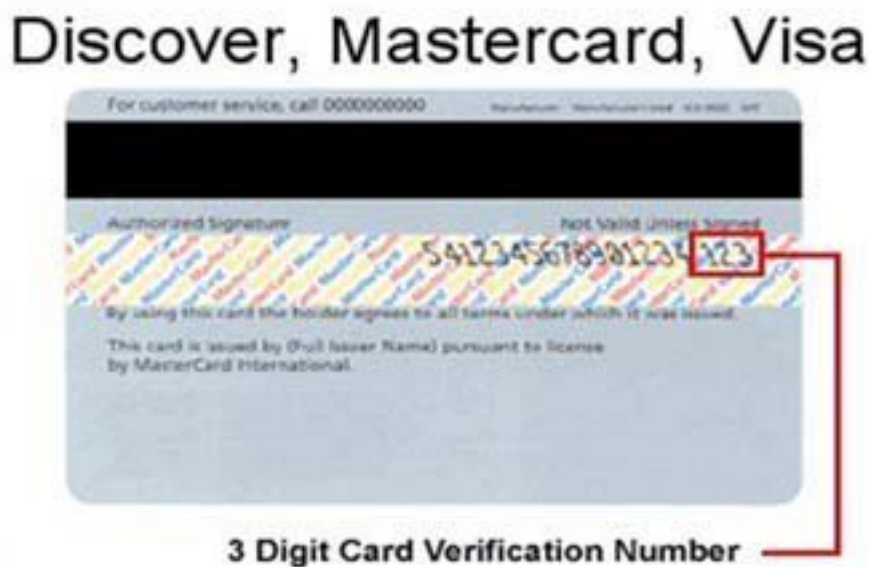 Discover, Mastercard, Visa
For customer service, call 0000000000
Authorized Signature Not Valid Unless Signed
5412345678901234 123
By using this card the holder agrees to all terms under which it was issued.
This card is issued by (Full Issuer Name) pursuant to license
by MasterCard International.
3 Digit Card Verification Number